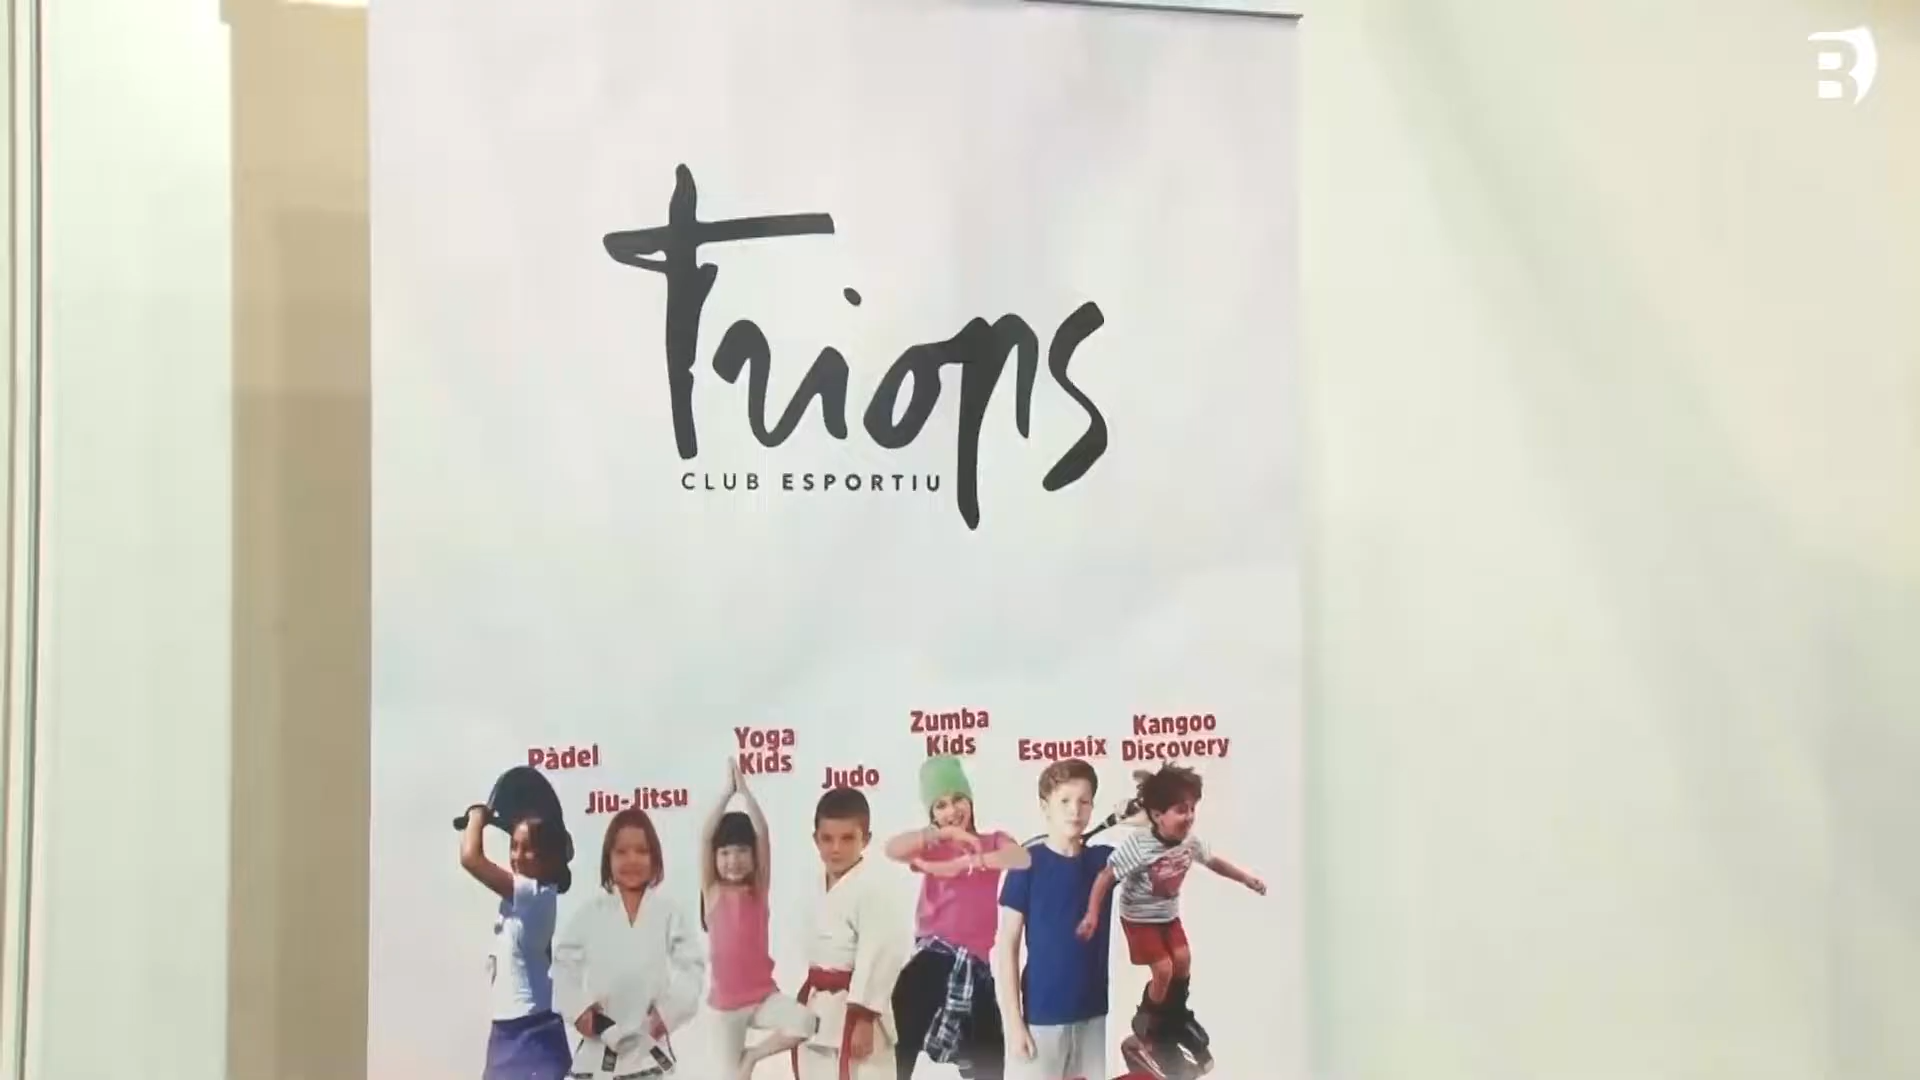 B
Triops
CLUB ESPORTIU
Pàdel
Jiu-Jitsu
Yoga
Kids
Judo
Zumba
Kids
Esquaix
Kangoo
Discovery